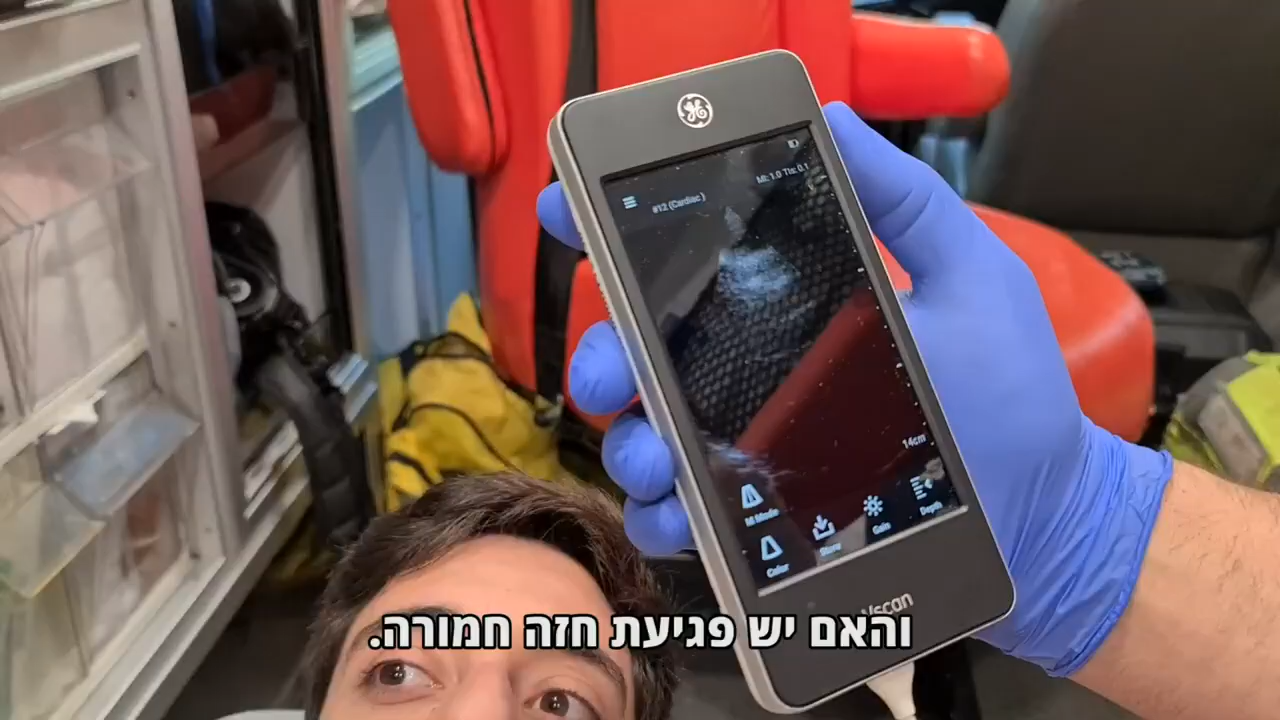 GE
MI: 1.0 TIs: 0.1
#12 (Cardiac)
14cm
M Mode
Store
Gain
Depth
Color
Vscan
והאם יש פגיעת חזה חמורה.